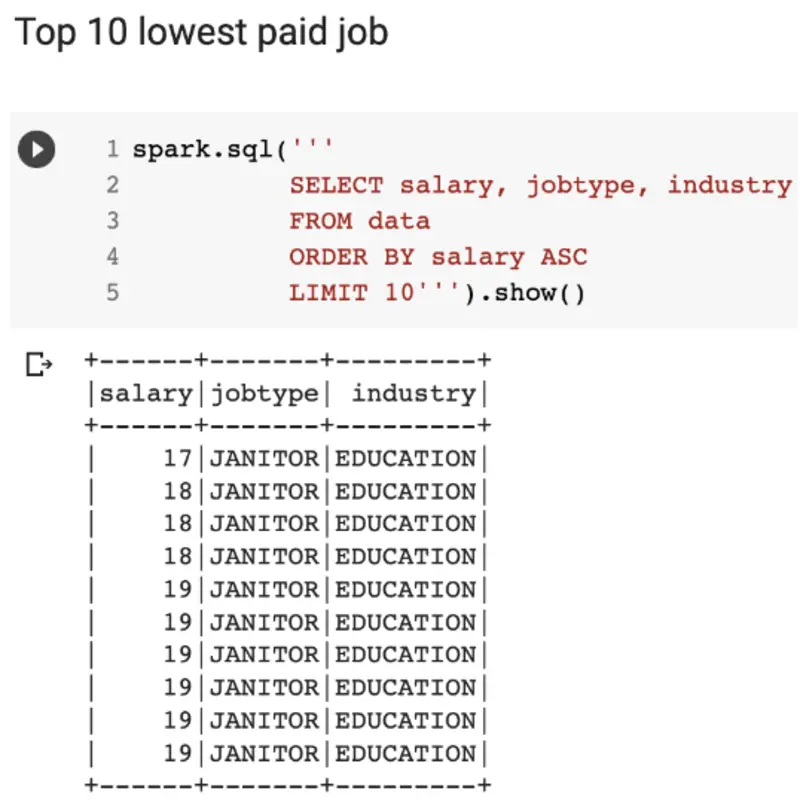 Top 10 lowest paid job
1 spark.sql('''
2 SELECT salary, jobtype, industry
3 FROM data
4 ORDER BY salary ASC
5 LIMIT 10''').show()
+------+-------+---------+
|salary|jobtype| industry|
+------+-------+---------+
|    17|JANITOR|EDUCATION|
|    18|JANITOR|EDUCATION|
|    18|JANITOR|EDUCATION|
|    18|JANITOR|EDUCATION|
|    19|JANITOR|EDUCATION|
|    19|JANITOR|EDUCATION|
|    19|JANITOR|EDUCATION|
|    19|JANITOR|EDUCATION|
|    19|JANITOR|EDUCATION|
|    19|JANITOR|EDUCATION|
+------+-------+---------+